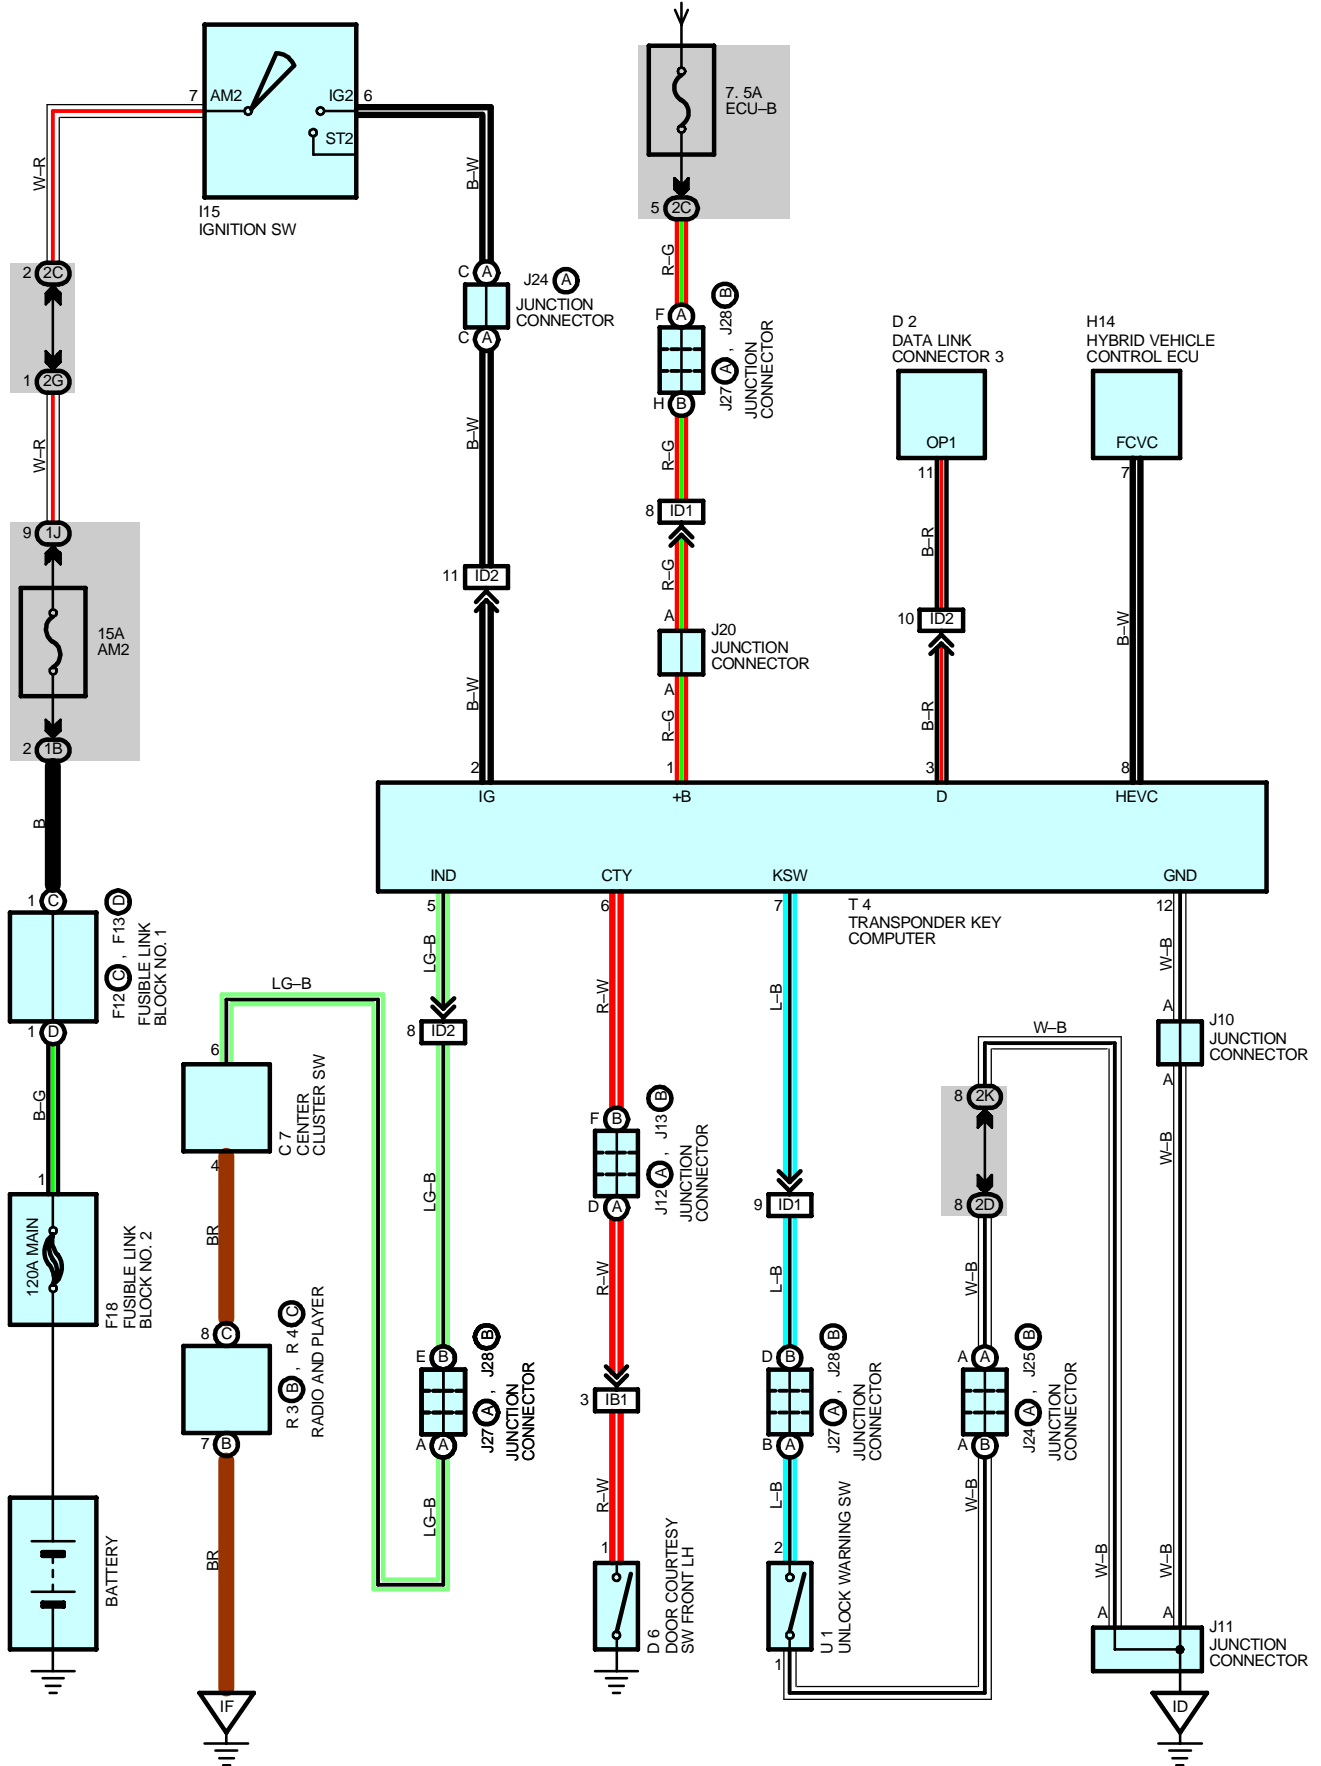 7 AM2
IG2 6
ST2
I15
IGNITION SW
W–R
B–W
2 2C
1 2G
W–R
9 1J
15A
AM2
2 1B
B
1 C
F12 C , F13 D
FUSIBLE LINK
BLOCK NO. 1
1 D
B–G
1
120A MAIN
F18
FUSIBLE LINK
BLOCK NO. 2
BATTERY
C A
J24 A
JUNCTION
CONNECTOR
C A
B–W
11 ID2
B–W
2
7. 5A
ECU–B
5 2C
R–G
F A
J27 A , J28 B
JUNCTION
CONNECTOR
H B
R–G
8 ID1
R–G
A
J20
JUNCTION
CONNECTOR
A
R–G
1
D 2
DATA LINK
CONNECTOR 3
OP1
11
B–R
10 ID2
B–R
3
H14
HYBRID VEHICLE
CONTROL ECU
FCVC
7
B–W
8
IG
+B
D
HEVC
IND
CTY
KSW
GND
T 4
TRANSPONDER KEY
COMPUTER
5
LG–B
8 ID2
LG–B
E B
J27 A , J28 B
JUNCTION
CONNECTOR
A A
LG–B
LG–B
6
C 7
CENTER
CLUSTER SW
4
BR
8 C
R 3 B , R 4 C
RADIO AND PLAYER
7 B
BR
IF
6
R–W
F B
J12 A , J13 B
JUNCTION
CONNECTOR
D A
R–W
3 IB1
R–W
1
D 6
DOOR COURTESY
SW FRONT LH
7
L–B
9 ID1
L–B
D B
J27 A , J28 B
JUNCTION
CONNECTOR
B A
L–B
2
U 1
UNLOCK WARNING SW
1
W–B
8 2K
8 2D
W–B
A A
J24 A , J25 B
JUNCTION
CONNECTOR
A B
W–B
12
W–B
A
J10
JUNCTION
CONNECTOR
A
W–B
W–B
W–B
A
A
J11
JUNCTION
CONNECTOR
ID